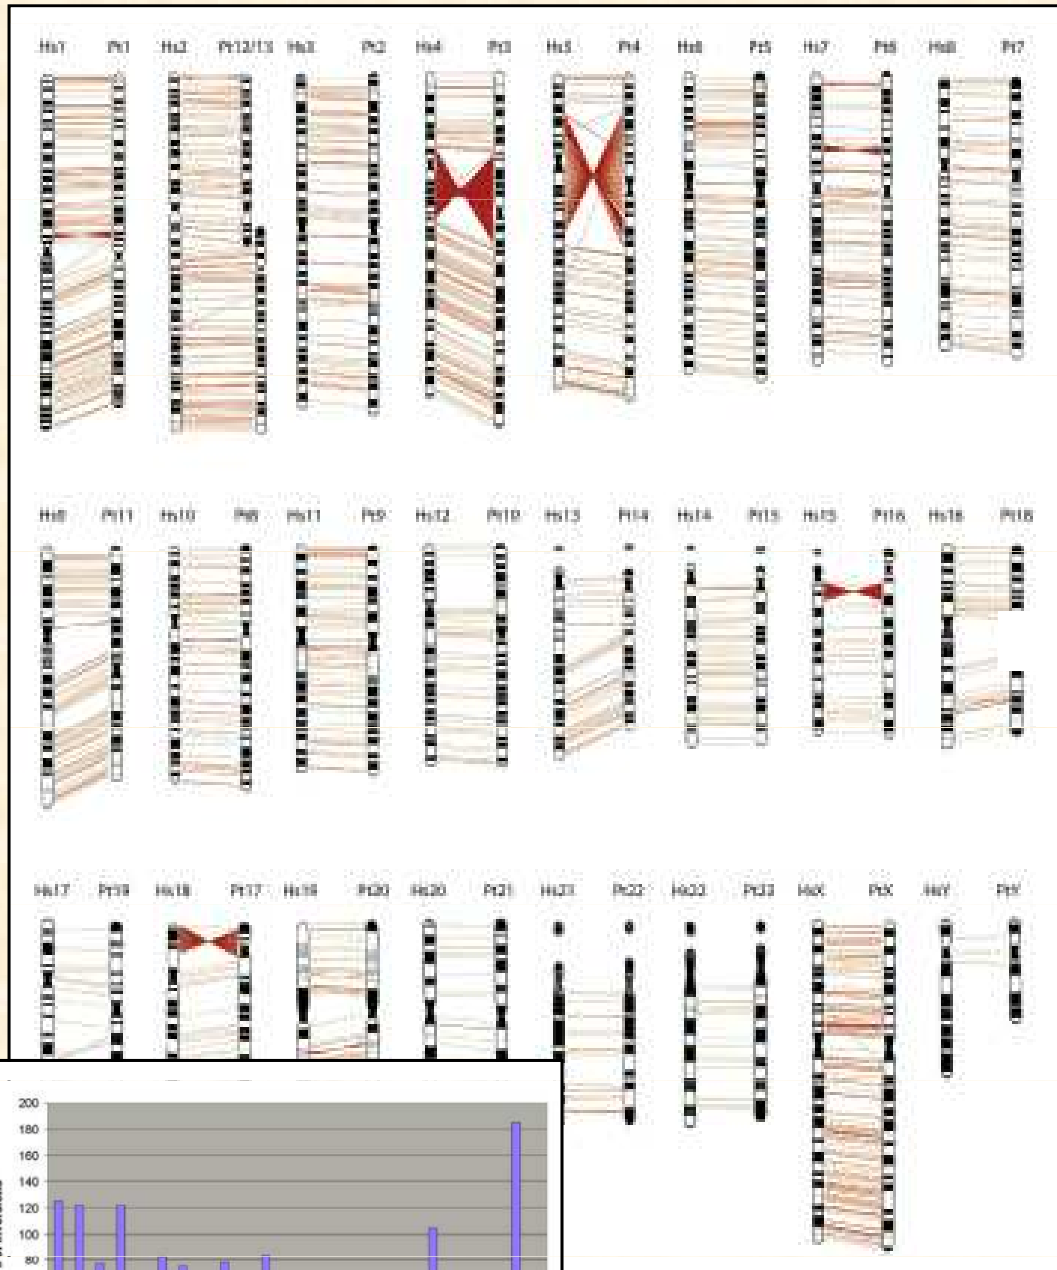 Hs1 Pt1 Hs2 Pt12/13 Hs3 Pt2 Hs4 Pt3 Hs5 Pt4 Hs6 Pt5 Hs7 Pt6 Hs8 Pt7
Hs9 Pt11 Hs10 Pt8 Hs11 Pt9 Hs12 Pt10 Hs13 Pt14 Hs14 Pt15 Hs15 Pt16 Hs16 Pt18
Hs17 Pt19 Hs18 Pt17 Hs19 Pt20 Hs20 Pt21 Hs21 Pt22 Hs22 Pt23 HsX PtX HsY PtY
200
180
160
140
120
100
80